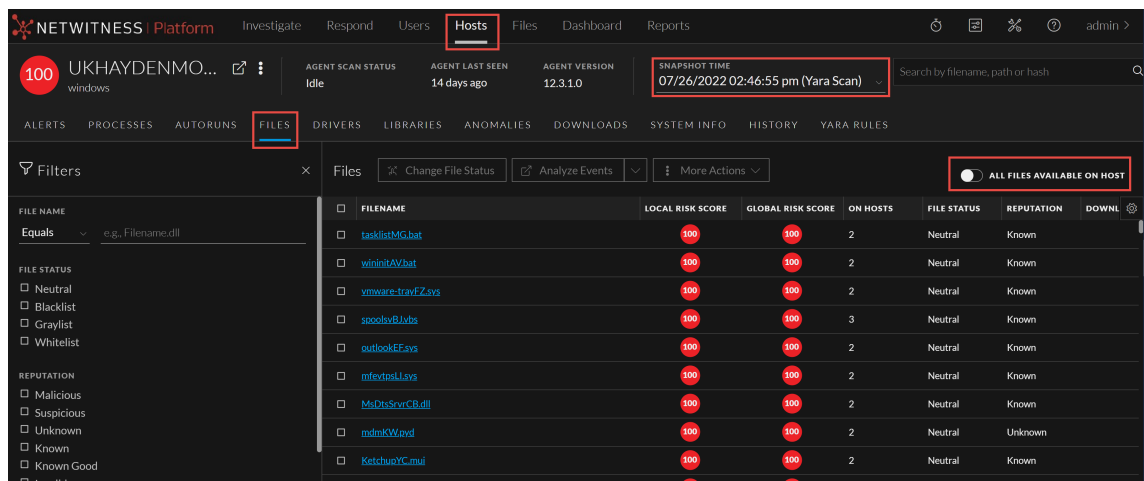 NETWITNESS | Platform Investigate Respond Users Hosts Files Dashboard Reports admin >
100 UKHAYDENMO...
windows
AGENT SCAN STATUS AGENT LAST SEEN AGENT VERSION SNAPSHOT TIME
Idle 14 days ago 12.3.1.0 07/26/2022 02:46:55 pm (Yara Scan) Search by filename, path or hash
ALERTS PROCESSES AUTORUNS FILES DRIVERS LIBRARIES ANOMALIES DOWNLOADS SYSTEM INFO HISTORY YARA RULES
Filters ×
FILE NAME
Equals e.g., Filename.dll
FILE STATUS
Neutral
Blacklist
Graylist
Whitelist
REPUTATION
Malicious
Suspicious
Unknown
Known
Known Good
Files Change File Status Analyze Events More Actions ALL FILES AVAILABLE ON HOST
FILENAME LOCAL RISK SCORE GLOBAL RISK SCORE ON HOSTS FILE STATUS REPUTATION DOWNL
tasklistMG.bat 100 100 2 Neutral Known
wininitAV.bat 100 100 2 Neutral Known
vmware-trayFZ.sys 100 100 2 Neutral Known
spoolsvBJ.vbs 100 100 3 Neutral Known
outlookEF.sys 100 100 2 Neutral Known
mfevtpsLI.sys 100 100 2 Neutral Known
MsDtsSrvrCB.dll 100 100 2 Neutral Known
mdmKW.pyd 100 100 2 Neutral Unknown
KetchupYC.mui 100 100 2 Neutral Known